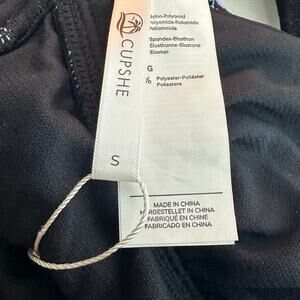 CUPSHE
S
Nylon-Polyamid
Polyamide-Poliamida
Poliammide
Spandex-Elasthan
Élasthanne-Elastano
Elastan
G
%
Polyester-Poliéster
Poliestere
MADE IN CHINA
HERGESTELLT IN CHINA
FABRIQUÉ EN CHINE
FABRICADO EN CHINA